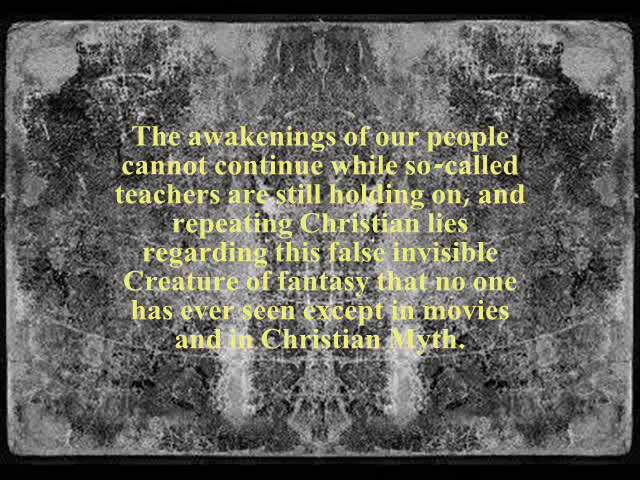 The awakenings of our people
cannot continue while so-called
teachers are still holding on, and
repeating Christian lies
regarding this false invisible
Creature of fantasy that no one
has ever seen except in movies
and in Christian Myth.